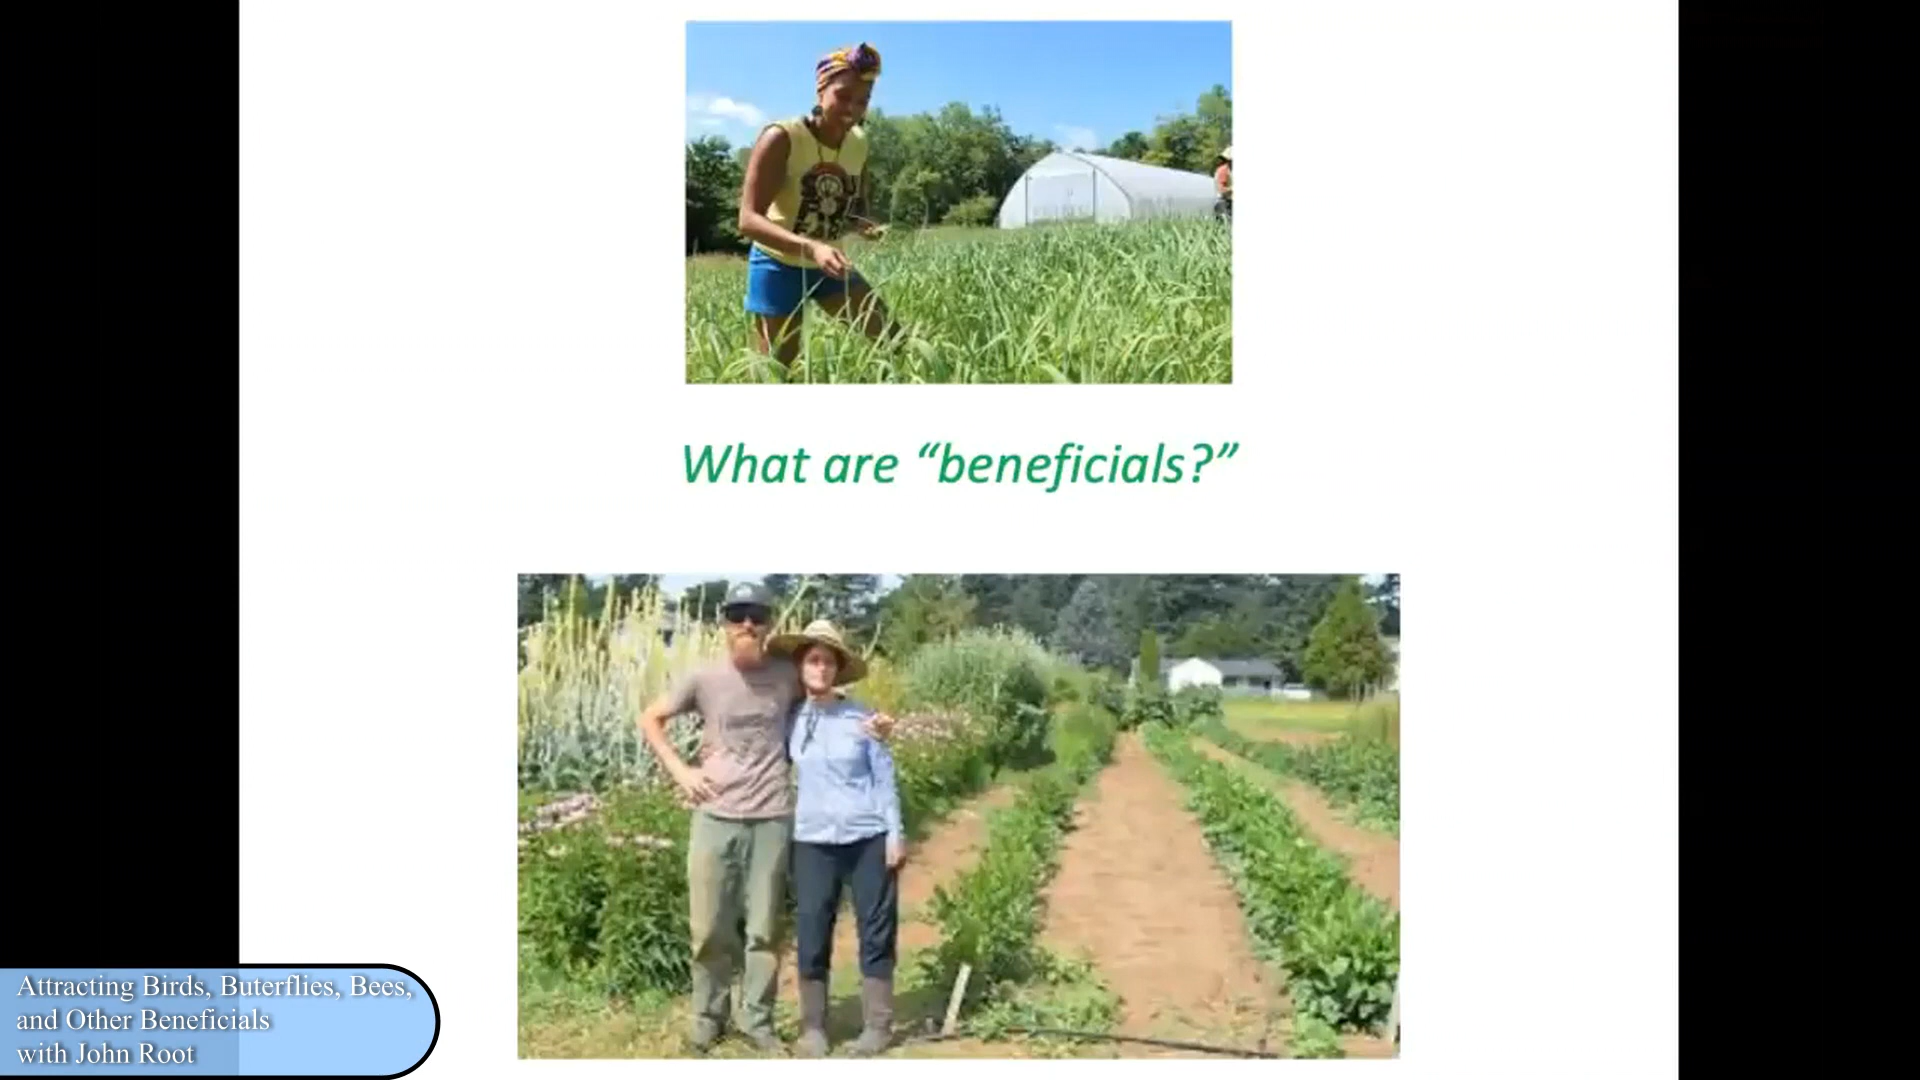 What are “beneficials?”
Attracting Birds, Buterflies, Bees,
and Other Beneficials
with John Root